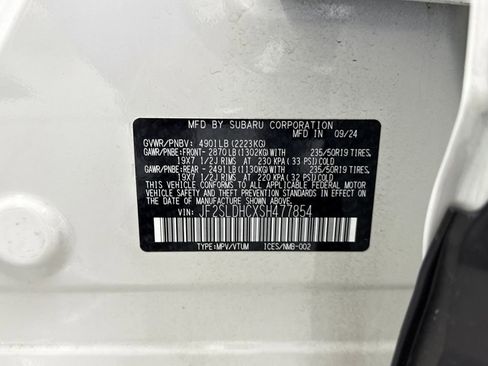 MFD BY SUBARU CORPORATION
MFD IN 09/24
GVWR/PNBV: 4901LB(2223KG)
GAWR/PNBE:FRONT- 2870LB(1302KG)WITH 235/50R19 TIRES,
19X7 1/2J RIMS AT 230 KPA(33 PSI)COLD
GAWR/PNBE:REAR - 2491LB(1130KG)WITH 235/50R19 TIRES,
19X7 1/2J RIMS AT 220 KPA(32 PSI)COLD
THIS VEHICLE CONFORMS TO ALL APPLICABLE FEDERAL MOTOR
VEHICLE SAFETY AND THEFT PREVENTION STANDARDS IN EFFECT
ON THE DATE OF MANUFACTURE SHOWN ABOVE.
VIN: JF2SLDHCXSH477854
TYPE:MPV/VTUM ICES/NMB-002